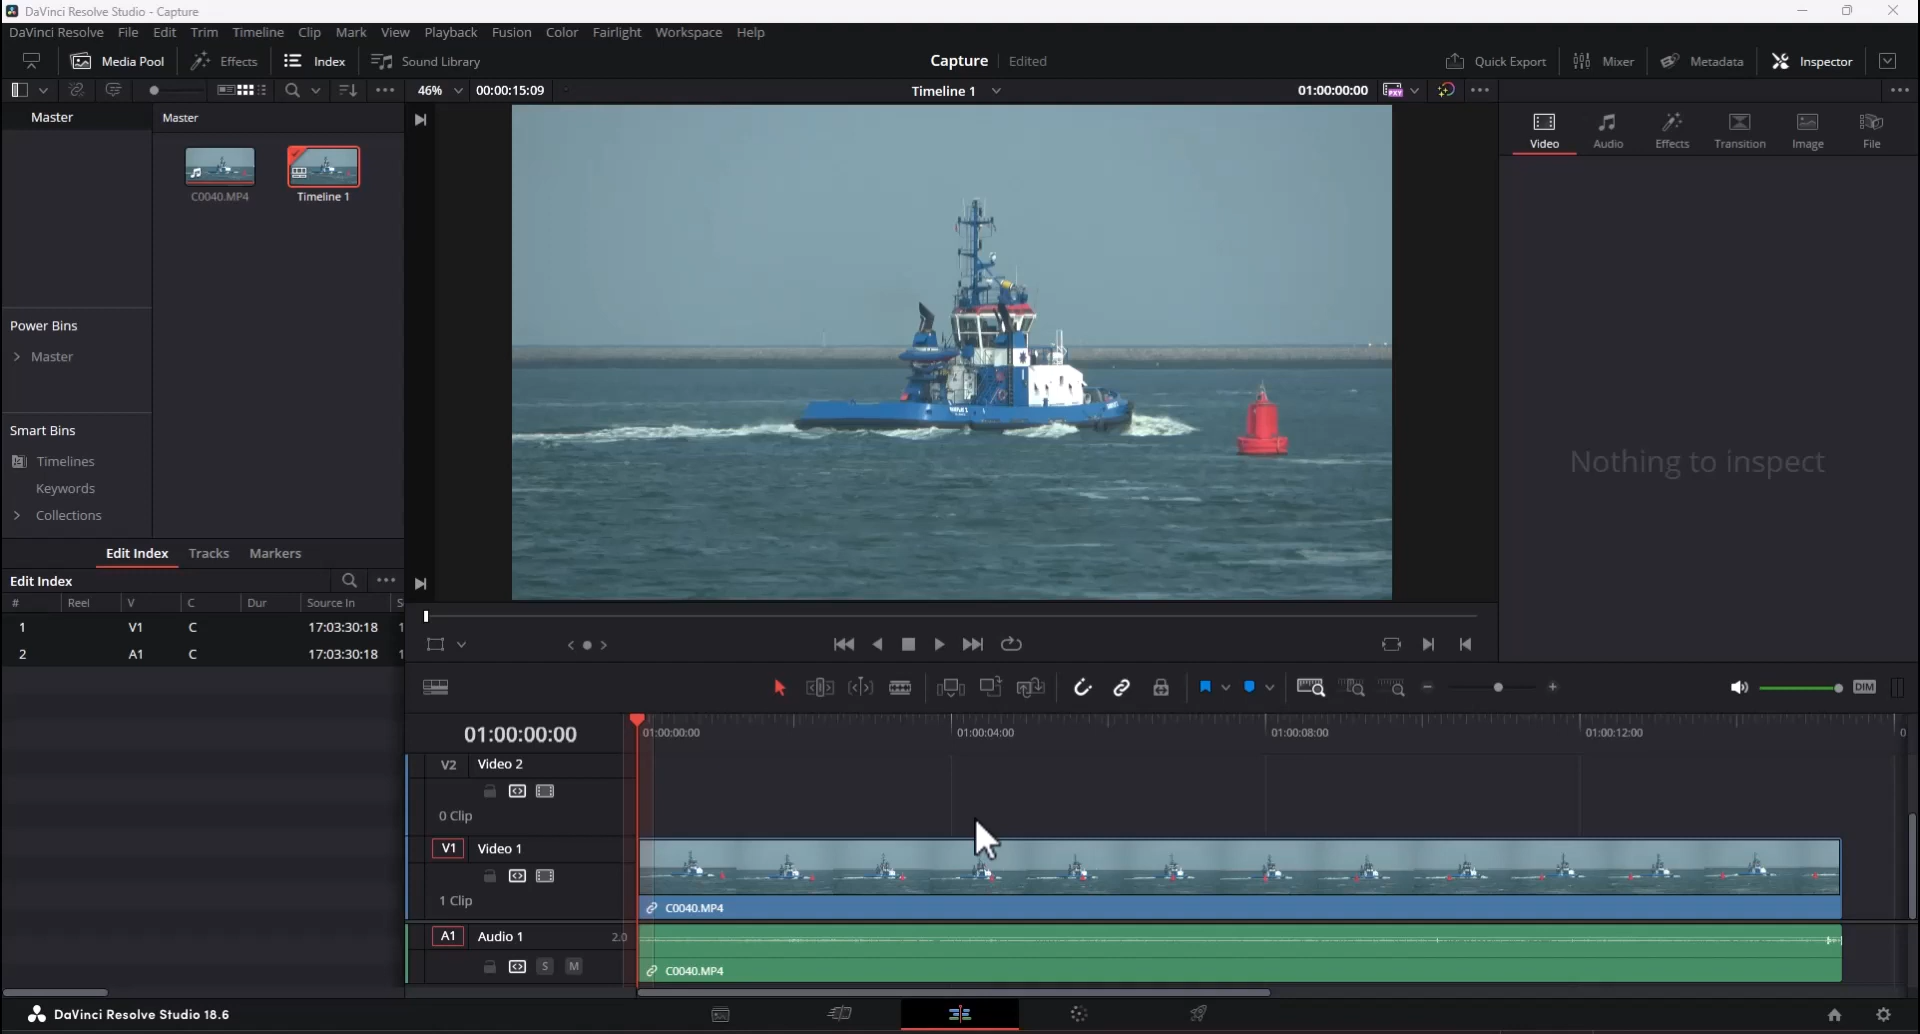 DaVinci Resolve Studio - Capture
DaVinci Resolve File Edit Trim Timeline Clip Mark View Playback Fusion Color Fairlight Workspace Help
Media Pool Effects Index Sound Library Capture Edited Quick Export Mixer Metadata Inspector
46% 00:00:15:09 Timeline 1 01:00:00:00
Master Master
Video Audio Effects Transition Image File
C0040.MP4 Timeline 1
Power Bins
Master
Smart Bins
Timelines
Keywords
Collections
Nothing to inspect
Edit Index Tracks Markers
Edit Index
# Reel V C Dur Source In S
1 V1 C 17:03:30:18 1
2 A1 C 17:03:30:18 1
DIM
01:00:00:00 01:00:00:00 01:00:04:00 01:00:08:00 01:00:12:00 0
V2 Video 2
0 Clip
V1 Video 1
1 Clip
C0040.MP4
A1 Audio 1 2.0
S M
C0040.MP4
DaVinci Resolve Studio 18.6